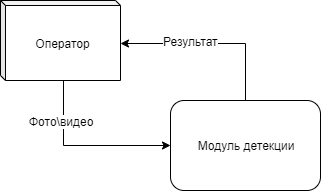 Оператор
Результат
Фото\видео
Модуль детекции